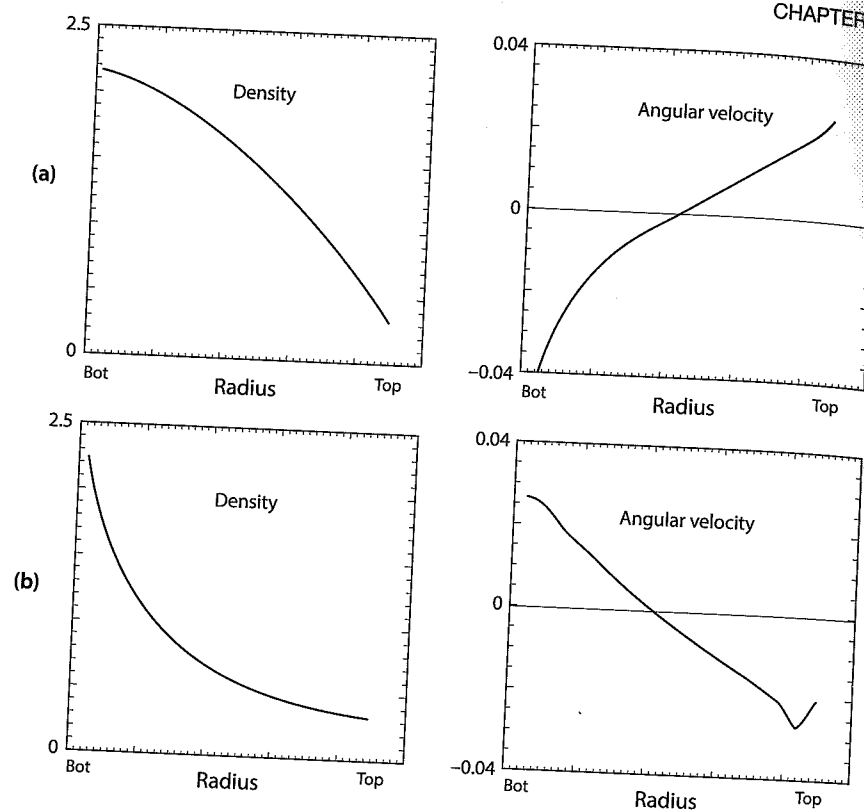 CHAPTER
2.5
Density
(a)
0
Bot
Radius
Top
0.04
Angular velocity
0
−0.04
Bot
Radius
Top
2.5
Density
(b)
0
Bot
Radius
Top
0.04
Angular velocity
0
−0.04
Bot
Radius
Top